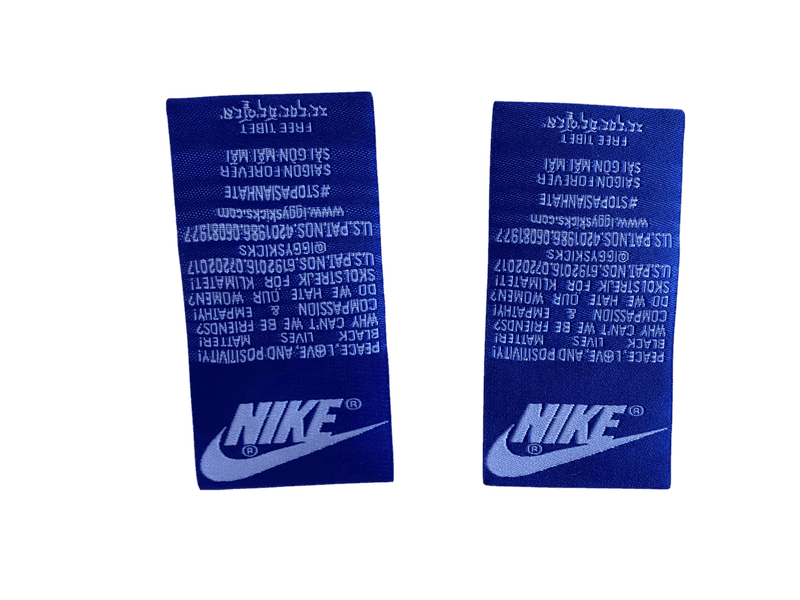 PEACE, L☮VE, AND POSITIVITY!
BLACK LIVES MATTER!
WHY CAN'T WE BE FRIENDS?
COMPASSION & EMPATHY!
DO WE HATE OUR WOMEN?
SKOLSTREJK FÖR KLIMATET!
U.S.PAT.NOS.6192016.07202017
@IGGYSKICKS
U.S.PAT.NOS.4201986.06081977
www.iggyskicks.com
#STOPASIANHATE
SAIGON FOREVER
SÀI GÒN MÃI MÃI
FREE TIBET
NIKE®
®
PEACE, L☮VE, AND POSITIVITY!
BLACK LIVES MATTER!
WHY CAN'T WE BE FRIENDS?
COMPASSION & EMPATHY!
DO WE HATE OUR WOMEN?
SKOLSTREJK FÖR KLIMATET!
U.S.PAT.NOS.6192016.07202017
@IGGYSKICKS
U.S.PAT.NOS.4201986.06081977
www.iggyskicks.com
#STOPASIANHATE
SAIGON FOREVER
SÀI GÒN MÃI MÃI
FREE TIBET
NIKE®
®